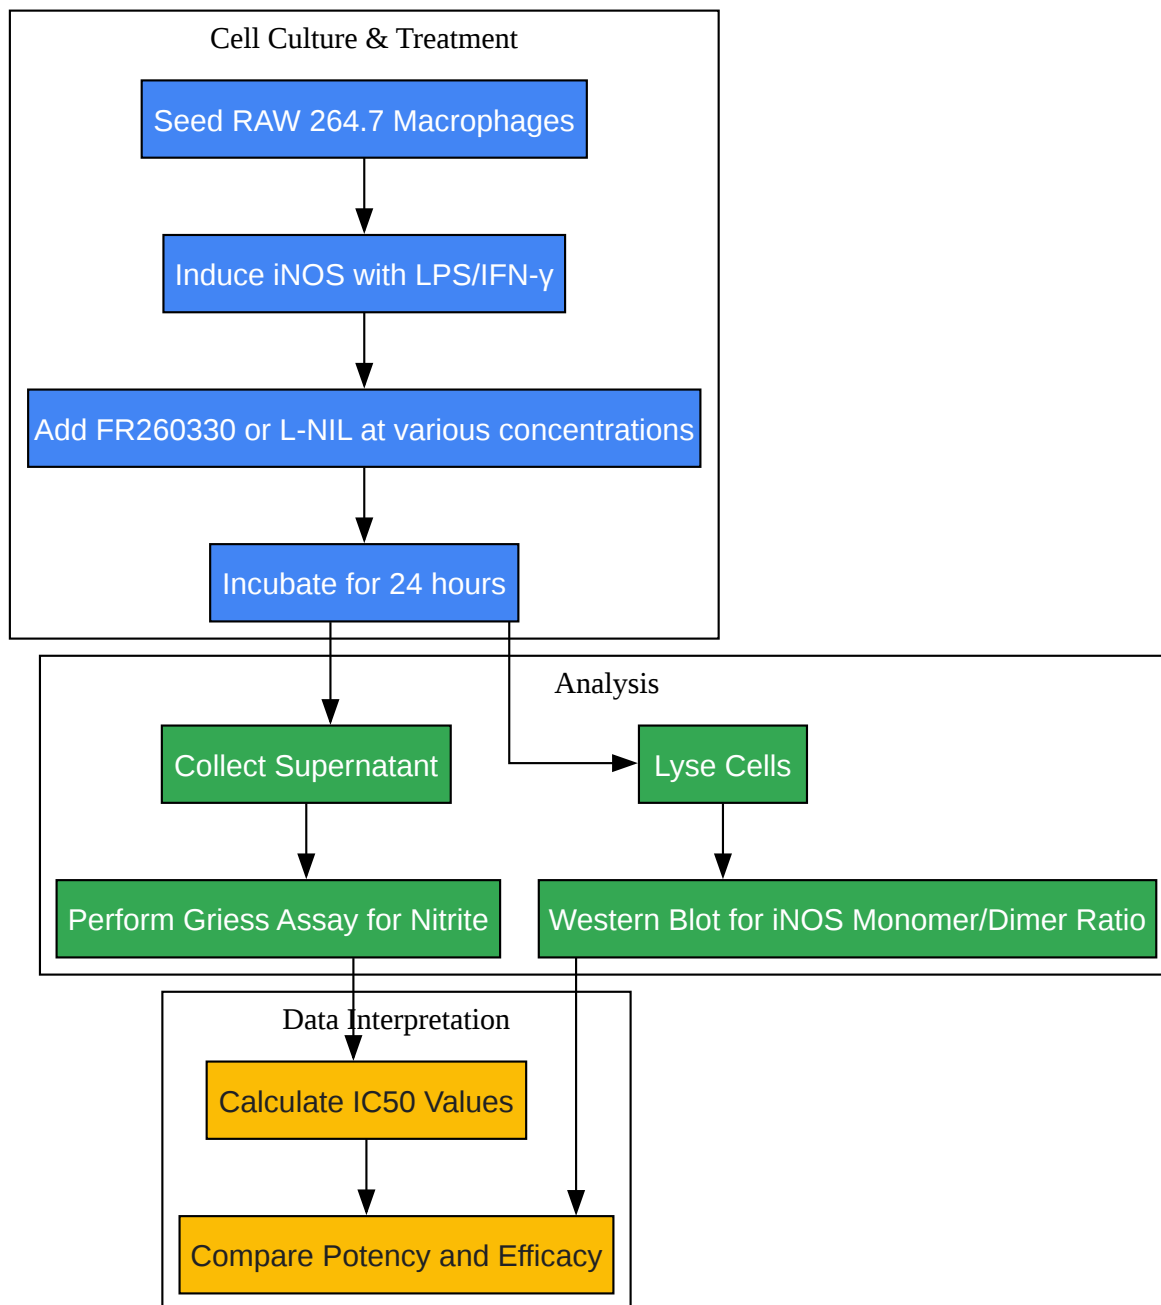 Cell Culture & Treatment
Seed RAW 264.7 Macrophages
Induce iNOS with LPS/IFN-γ
Add FR260330 or L-NIL at various concentrations
Incubate for 24 hours
Analysis
Collect Supernatant
Lyse Cells
Perform Griess Assay for Nitrite
Western Blot for iNOS Monomer/Dimer Ratio
Data Interpretation
Calculate IC50 Values
Compare Potency and Efficacy